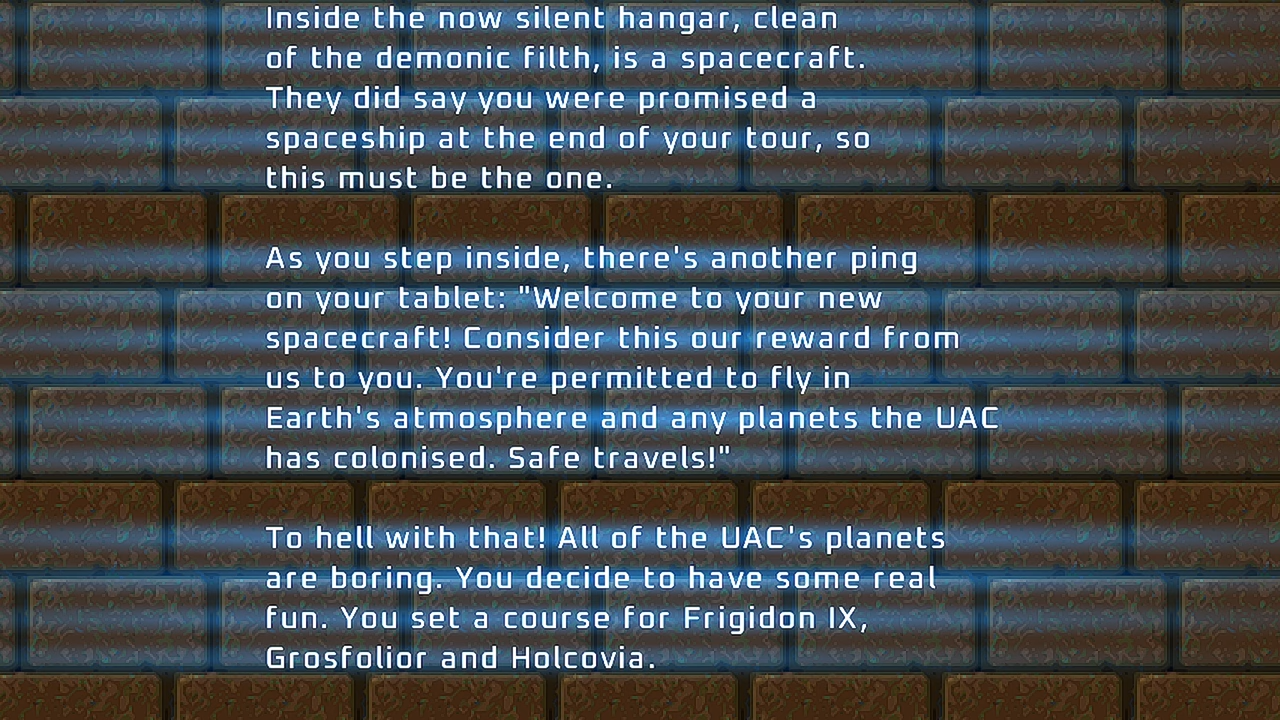 Inside the now silent hangar, clean
of the demonic filth, is a spacecraft.
They did say you were promised a
spaceship at the end of your tour, so
this must be the one.
As you step inside, there's another ping
on your tablet: "Welcome to your new
spacecraft! Consider this our reward from
us to you. You're permitted to fly in
Earth's atmosphere and any planets the UAC
has colonised. Safe travels!"
To hell with that! All of the UAC's planets
are boring. You decide to have some real
fun. You set a course for Frigidon IX,
Grosfolior and Holcovia.